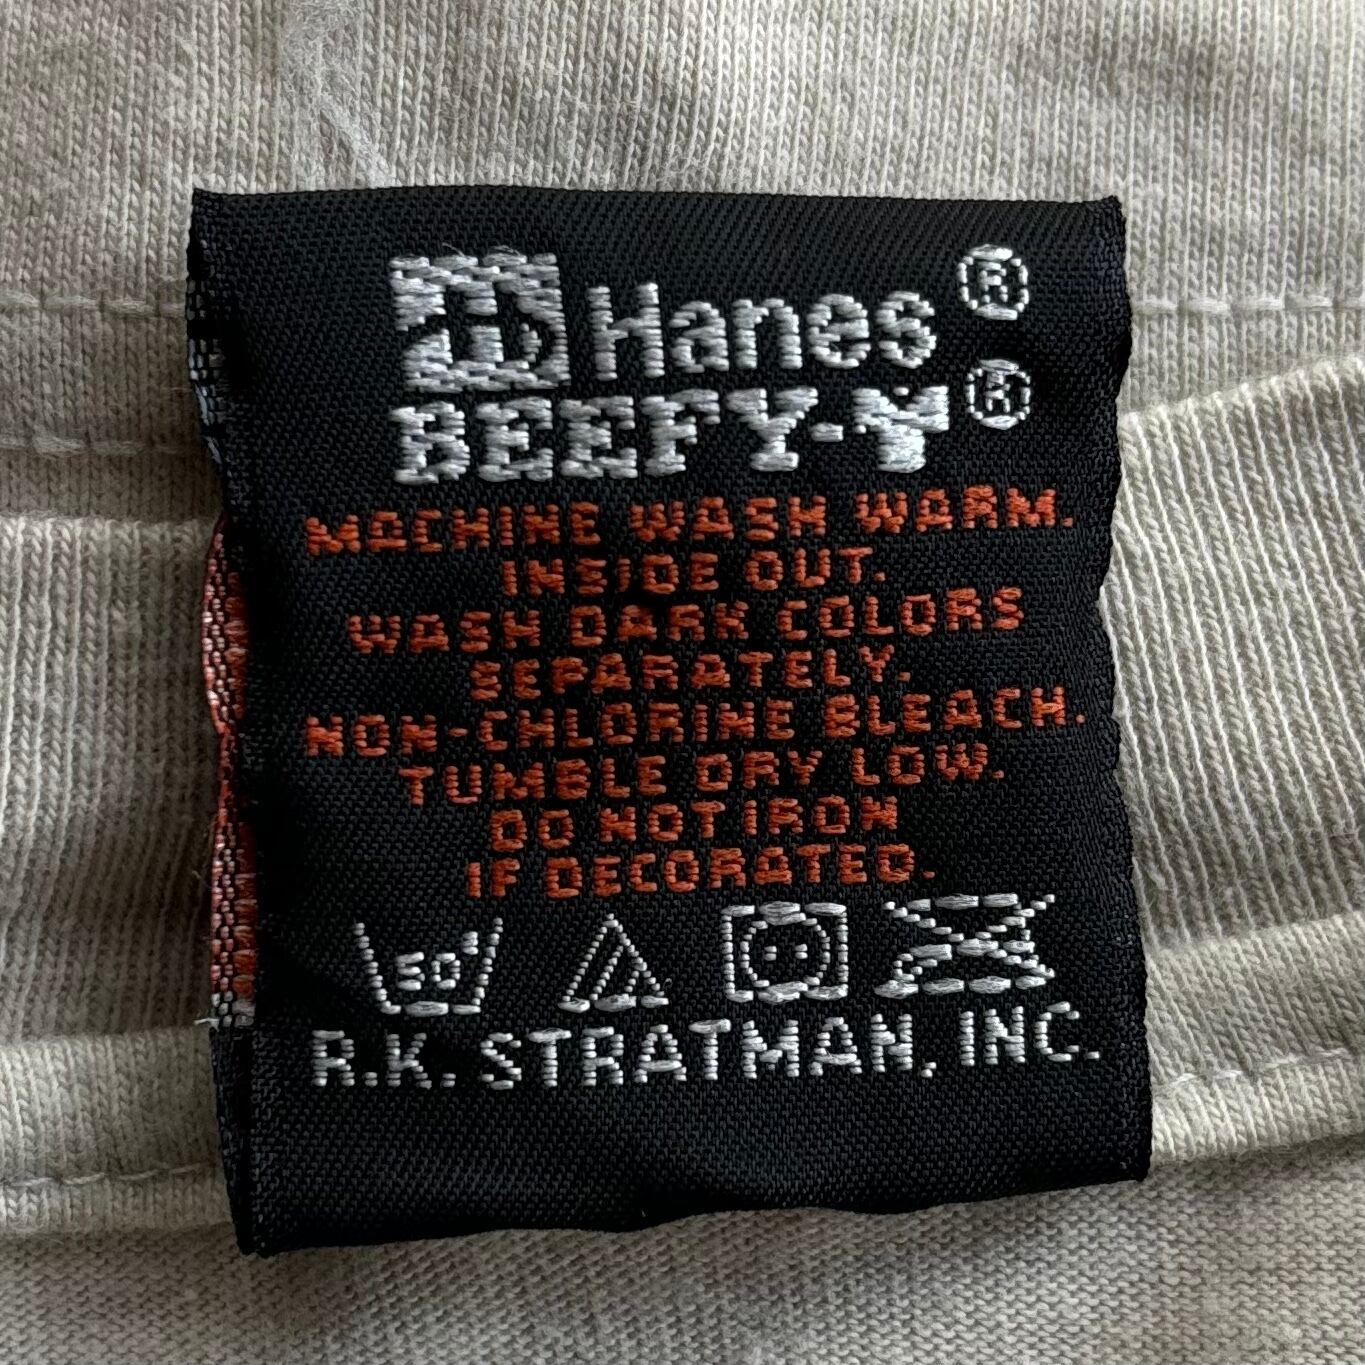 Hanes®
BEEFY-T®
MACHINE WASH WARM.
INSIDE OUT.
WASH DARK COLORS
SEPARATELY.
NON-CHLORINE BLEACH.
TUMBLE DRY LOW.
DO NOT IRON
IF DECORATED.
50°
R.K. STRATMAN, INC.